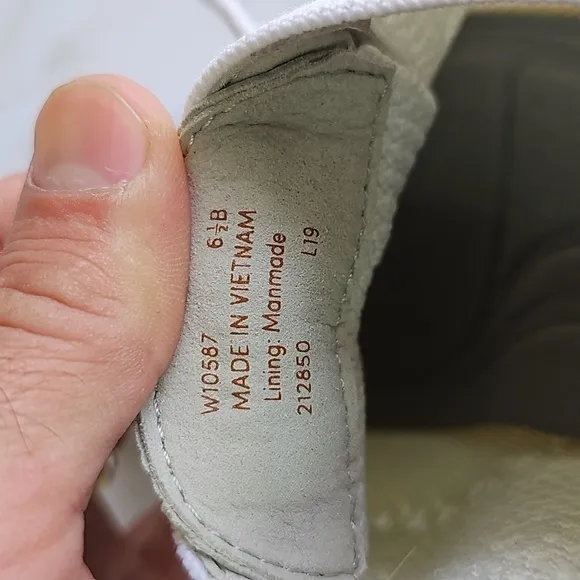 W10587 6½B
MADE IN VIETNAM
Lining: Manmade
212850 L19